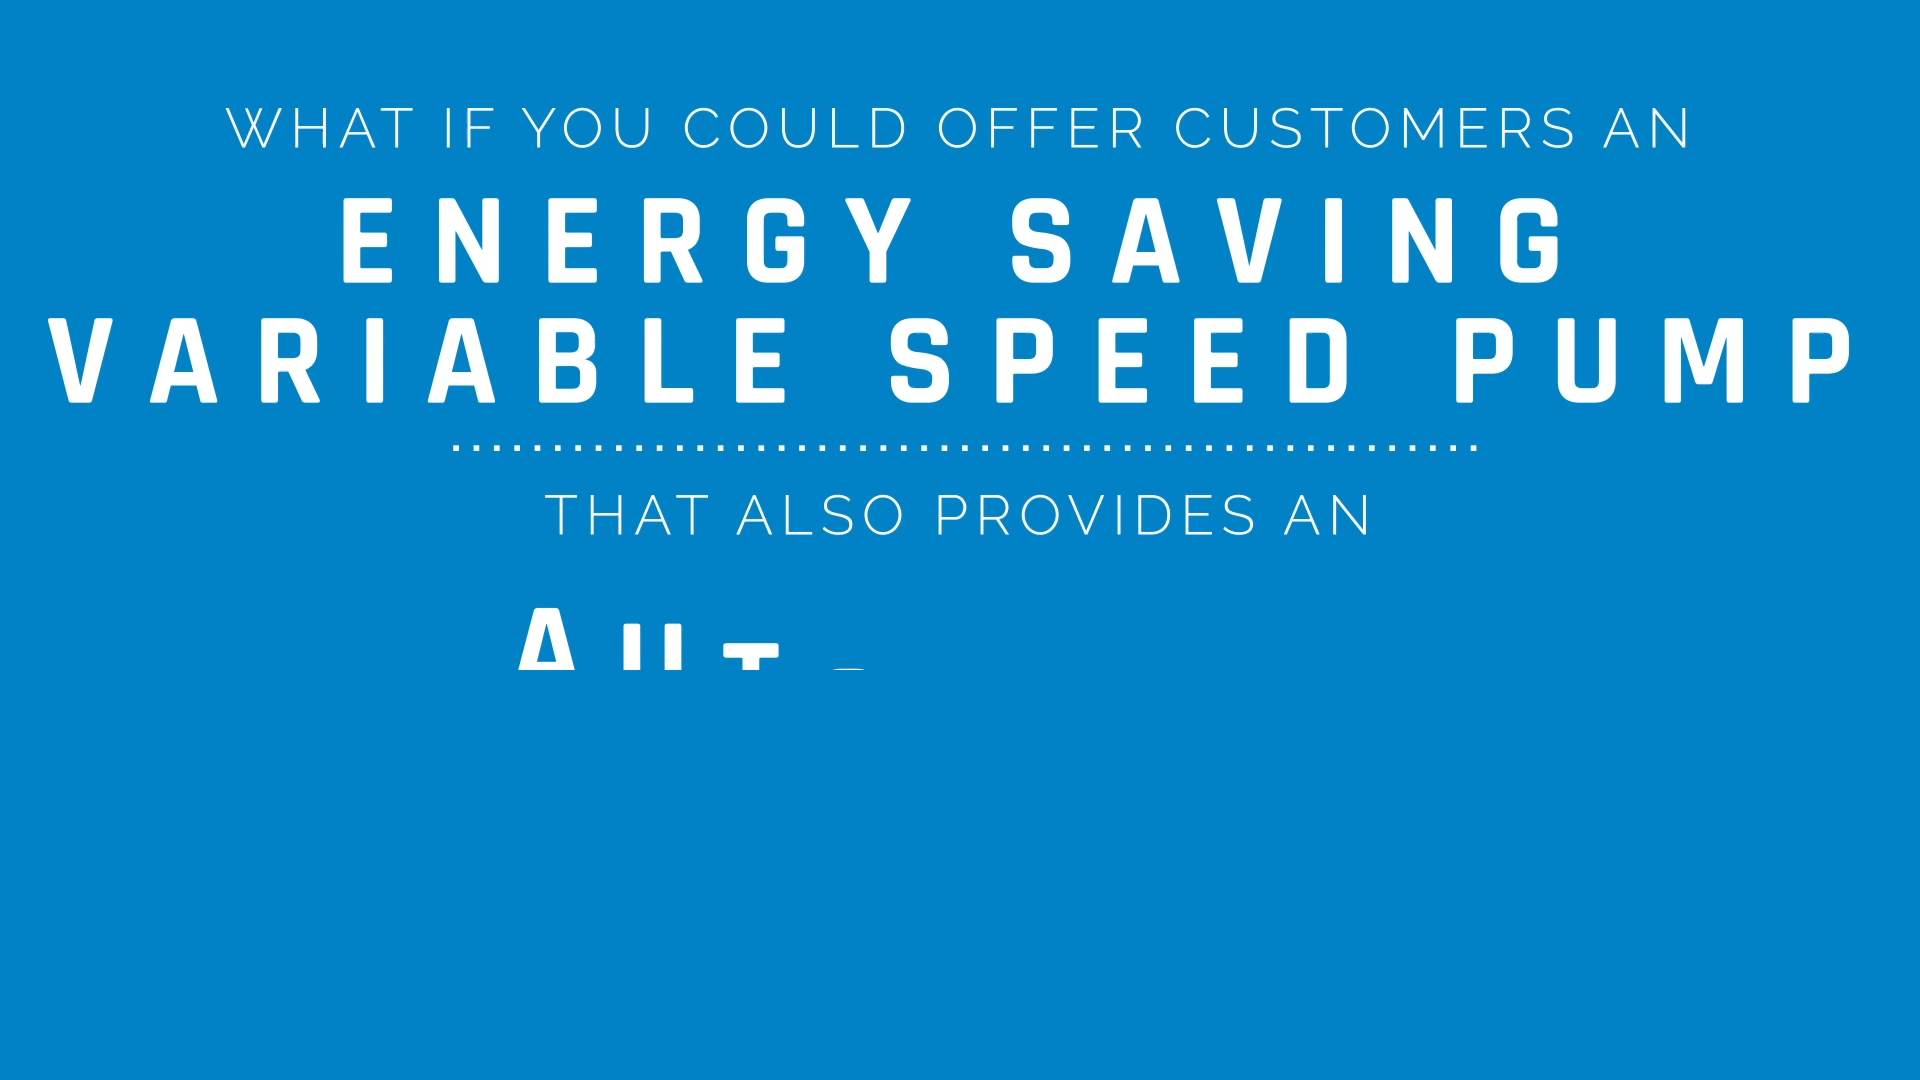 WHAT IF YOU COULD OFFER CUSTOMERS AN
ENERGY SAVING
VARIABLE SPEED PUMP
THAT ALSO PROVIDES AN